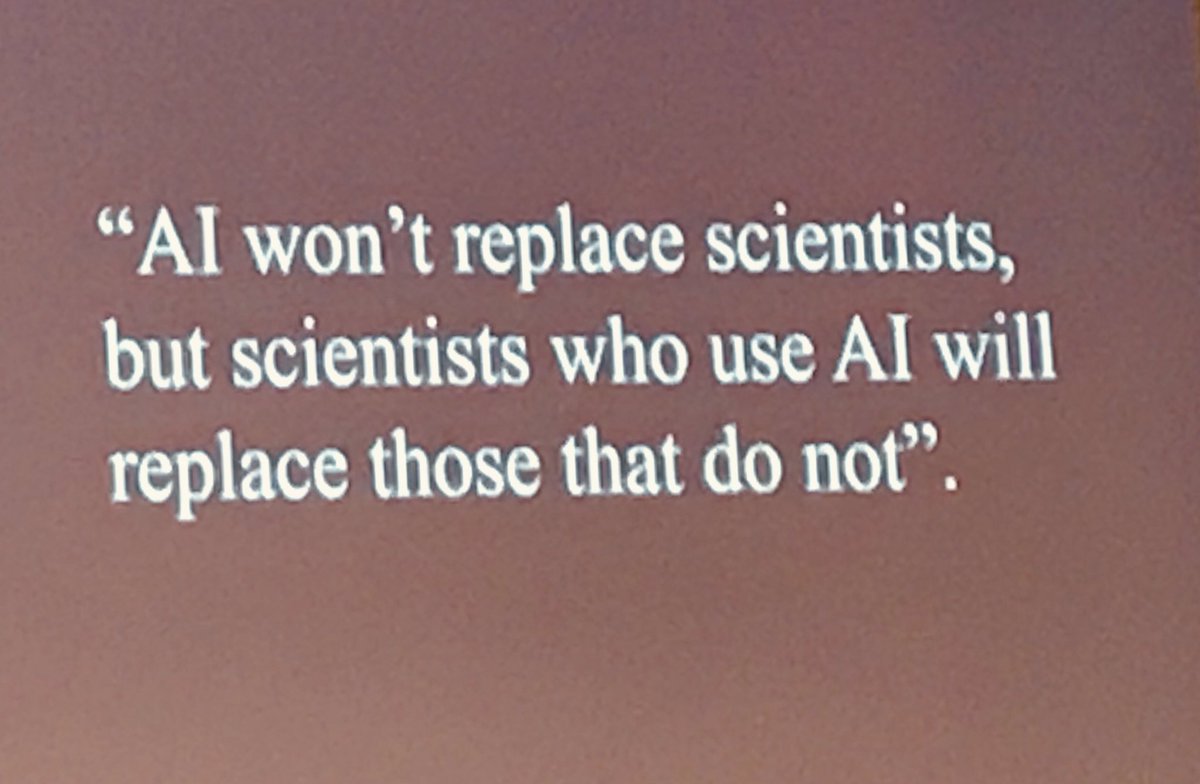 “AI won’t replace scientists,
but scientists who use AI will
replace those that do not”.